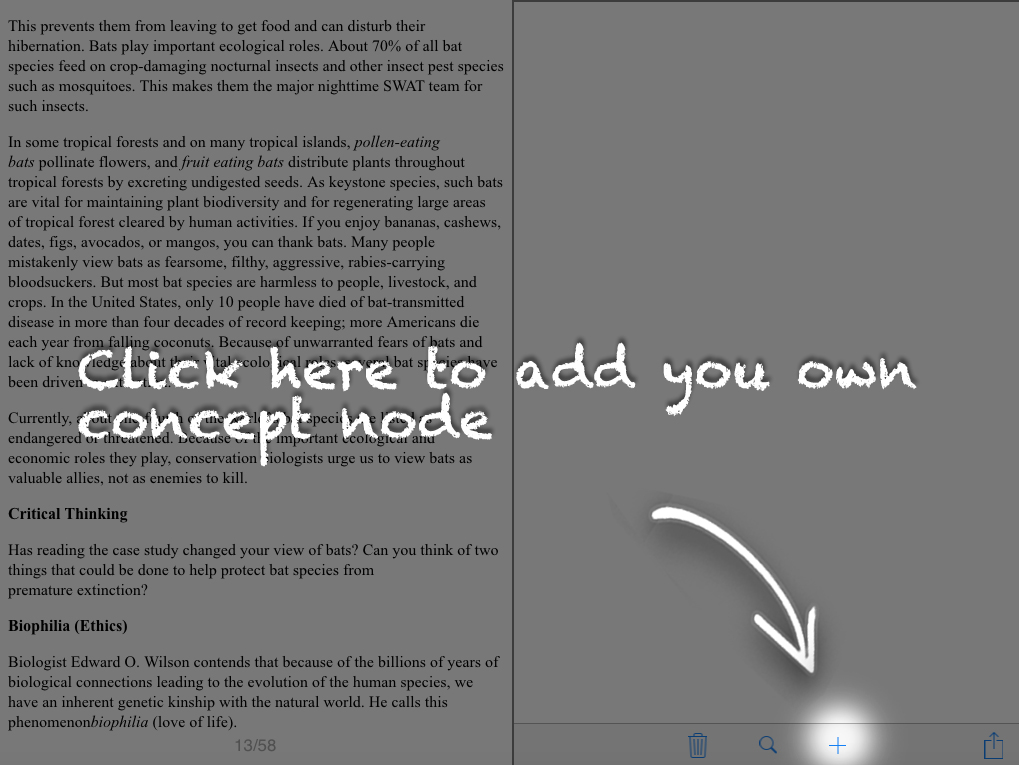 This prevents them from leaving to get food and can disturb their
hibernation. Bats play important ecological roles. About 70% of all bat
species feed on crop-damaging nocturnal insects and other insect pest species
such as mosquitoes. This makes them the major nighttime SWAT team for
such insects.
In some tropical forests and on many tropical islands, pollen-eating
bats pollinate flowers, and fruit eating bats distribute plants throughout
tropical forests by excreting undigested seeds. As keystone species, such bats
are vital for maintaining plant biodiversity and for regenerating large areas
of tropical forest cleared by human activities. If you enjoy bananas, cashews,
dates, figs, avocados, or mangos, you can thank bats. Many people
mistakenly view bats as fearsome, filthy, aggressive, rabies-carrying
bloodsuckers. But most bat species are harmless to people, livestock, and
crops. In the United States, only 10 people have died of bat-transmitted
disease in more than four decades of record keeping; more Americans die
each year from falling coconuts. Because of unwarranted fears of bats and
lack of knowledge about their roles, several bat species have
been driven
Click here to add you own
concept node
Currently, about of the species listed
endangered or threatened. Because of the important ecological and
economic roles they play, conservation biologists urge us to view bats as
valuable allies, not as enemies to kill.
Critical Thinking
Has reading the case study changed your view of bats? Can you think of two
things that could be done to help protect bat species from
premature extinction?
Biophilia (Ethics)
Biologist Edward O. Wilson contends that because of the billions of years of
biological connections leading to the evolution of the human species, we
have an inherent genetic kinship with the natural world. He calls this
phenomenonbiophilia (love of life).
13/58